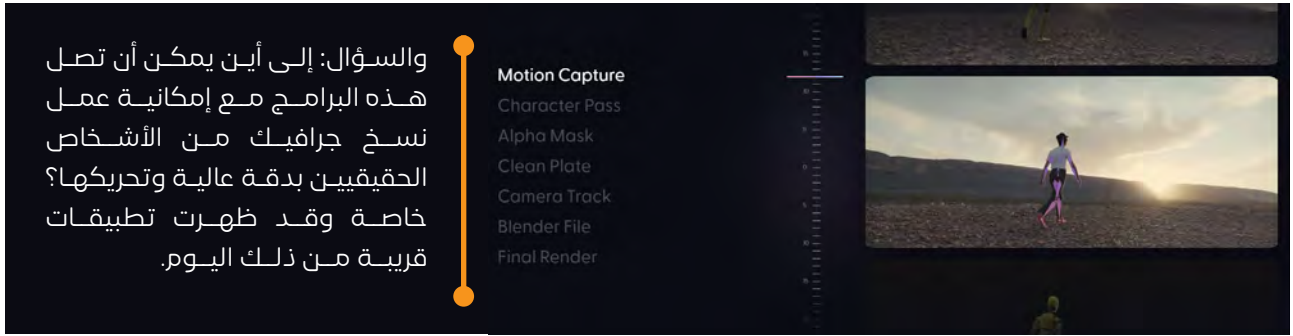 والسؤال: إلى أين يمكن أن تصل
هذه البرامج مع إمكانية عمل
نسخ جرافيك من الأشخاص
الحقيقيين بدقة عالية وتحريكها؟
خاصة وقد ظهرت تطبيقات
قريبة من ذلك اليوم.
Motion Capture
Character Pass
Alpha Mask
Clean Plate
Camera Track
Blender File
Final Render